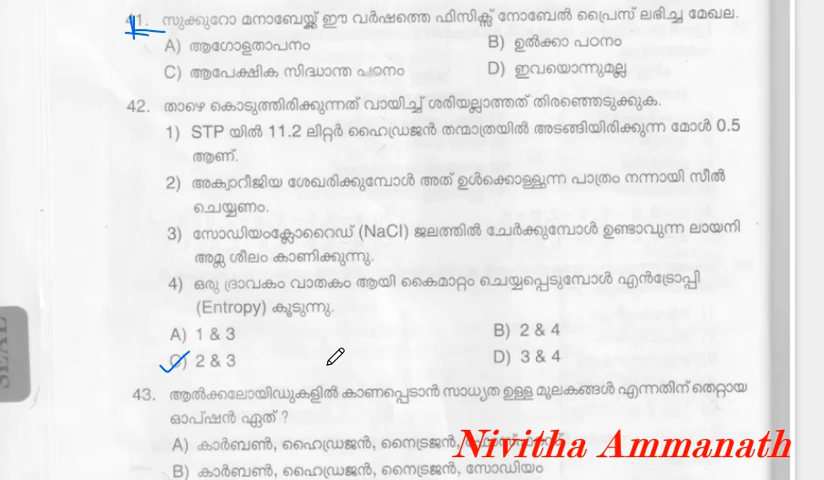 41. സുക്കുറോ മനാബേയ്ക്ക് ഈ വർഷത്തെ ഫിസിക്സ് നോബേൽ പ്രൈസ് ലഭിച്ച മേഖല.
A) ആഗോളതാപനം B) ഉൽക്കാ പഠനം
C) ആപേക്ഷിക സിദ്ധാന്ത പഠനം D) ഇവയൊന്നുമല്ല
42. താഴെ കൊടുത്തിരിക്കുന്നത് വായിച്ച് ശരിയല്ലാത്തത് തിരഞ്ഞെടുക്കുക.
1) STP യിൽ 11.2 ലിറ്റർ ഹൈഡ്രജൻ തന്മാത്രയിൽ അടങ്ങിയിരിക്കുന്ന മോൾ 0.5
ആണ്.
2) അക്വാറീജിയ ശേഖരിക്കുമ്പോൾ അത് ഉൾക്കൊള്ളുന്ന പാത്രം നന്നായി സീൽ
ചെയ്യണം.
3) സോഡിയംക്ലോറൈഡ് (NaCl) ജലത്തിൽ ചേർക്കുമ്പോൾ ഉണ്ടാവുന്ന ലായനി
അമ്ല ശീലം കാണിക്കുന്നു.
4) ഒരു ദ്രാവകം വാതകം ആയി കൈമാറ്റം ചെയ്യപ്പെടുമ്പോൾ എൻട്രോപ്പി
(Entropy) കൂടുന്നു.
A) 1 & 3 B) 2 & 4
C) 2 & 3 D) 3 & 4
43. ആൽക്കലോയിഡുകളിൽ കാണപ്പെടാൻ സാധ്യത ഉള്ള മൂലകങ്ങൾ എന്നതിന് തെറ്റായ
ഓപ്ഷൻ ഏത് ?
A) കാർബൺ, ഹൈഡ്രജൻ, നൈട്രജൻ,
Nivitha Ammanath
B) കാർബൺ, ഹൈഡ്രജൻ, നൈട്രജൻ, സോഡിയം
SEAL